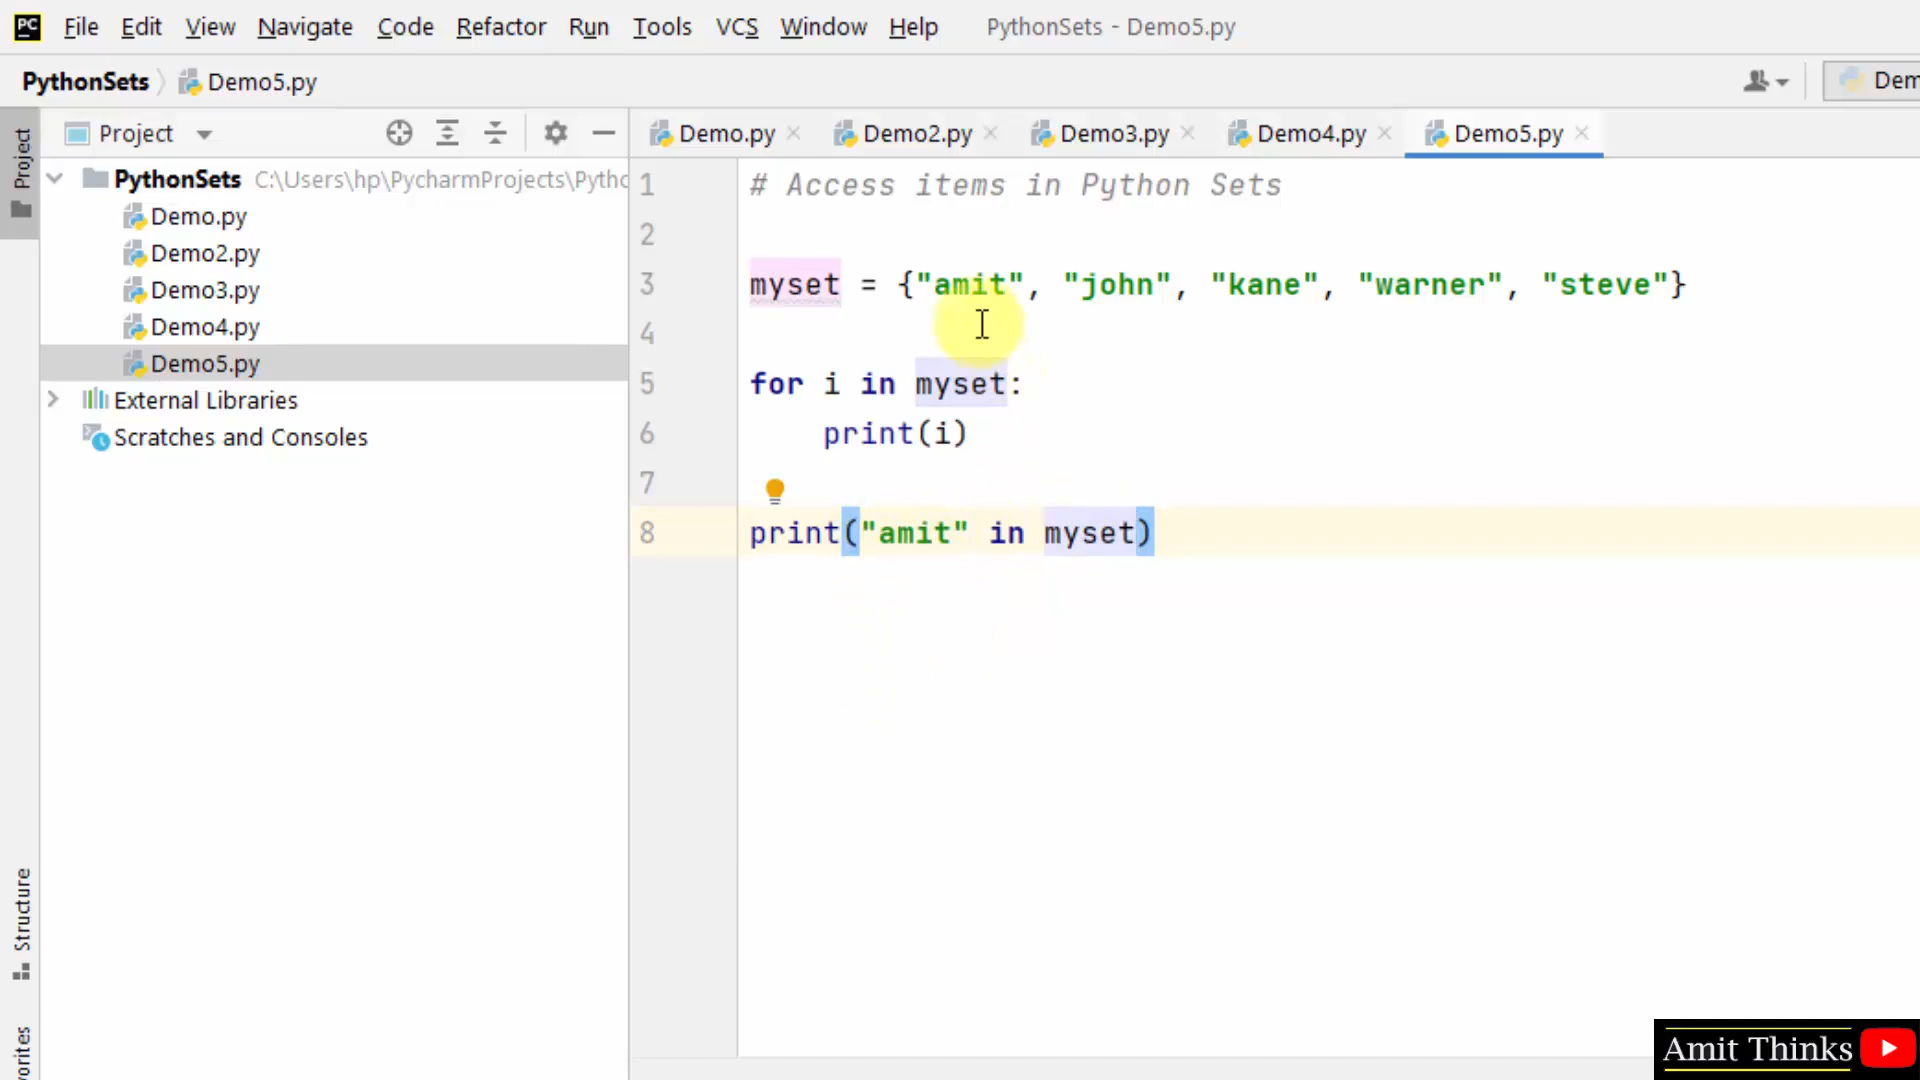 PC File Edit View Navigate Code Refactor Run Tools VCS Window Help PythonSets - Demo5.py
PythonSets Demo5.py
Project
Project
Demo.py Demo2.py Demo3.py Demo4.py Demo5.py
PythonSets C:\Users\hp\PycharmProjects\Pytho
Demo.py
Demo2.py
Demo3.py
Demo4.py
Demo5.py
External Libraries
Scratches and Consoles
1 # Access items in Python Sets
2
3 myset = {"amit", "john", "kane", "warner", "steve"}
4
5 for i in myset:
6 print(i)
7
8 print("amit" in myset)
Structure
Amit Thinks